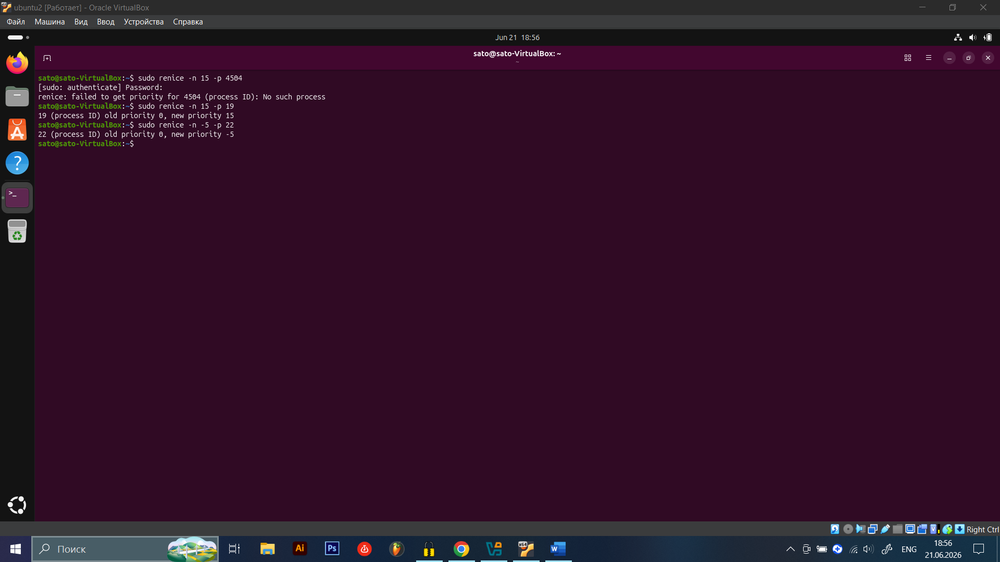 ubuntu2 [Работает] - Oracle VirtualBox
Файл Машина Вид Ввод Устройства Справка
Jun 21 18:56
sato@sato-VirtualBox: ~
~
sato@sato-VirtualBox:~$ sudo renice -n 15 -p 4504
[sudo: authenticate] Password:
renice: failed to get priority for 4504 (process ID): No such process
sato@sato-VirtualBox:~$ sudo renice -n 15 -p 19
19 (process ID) old priority 0, new priority 15
sato@sato-VirtualBox:~$ sudo renice -n -5 -p 22
22 (process ID) old priority 0, new priority -5
sato@sato-VirtualBox:~$
Right Ctrl
Поиск
Ai
Ps
x64
W
ENG
18:56
21.06.2026